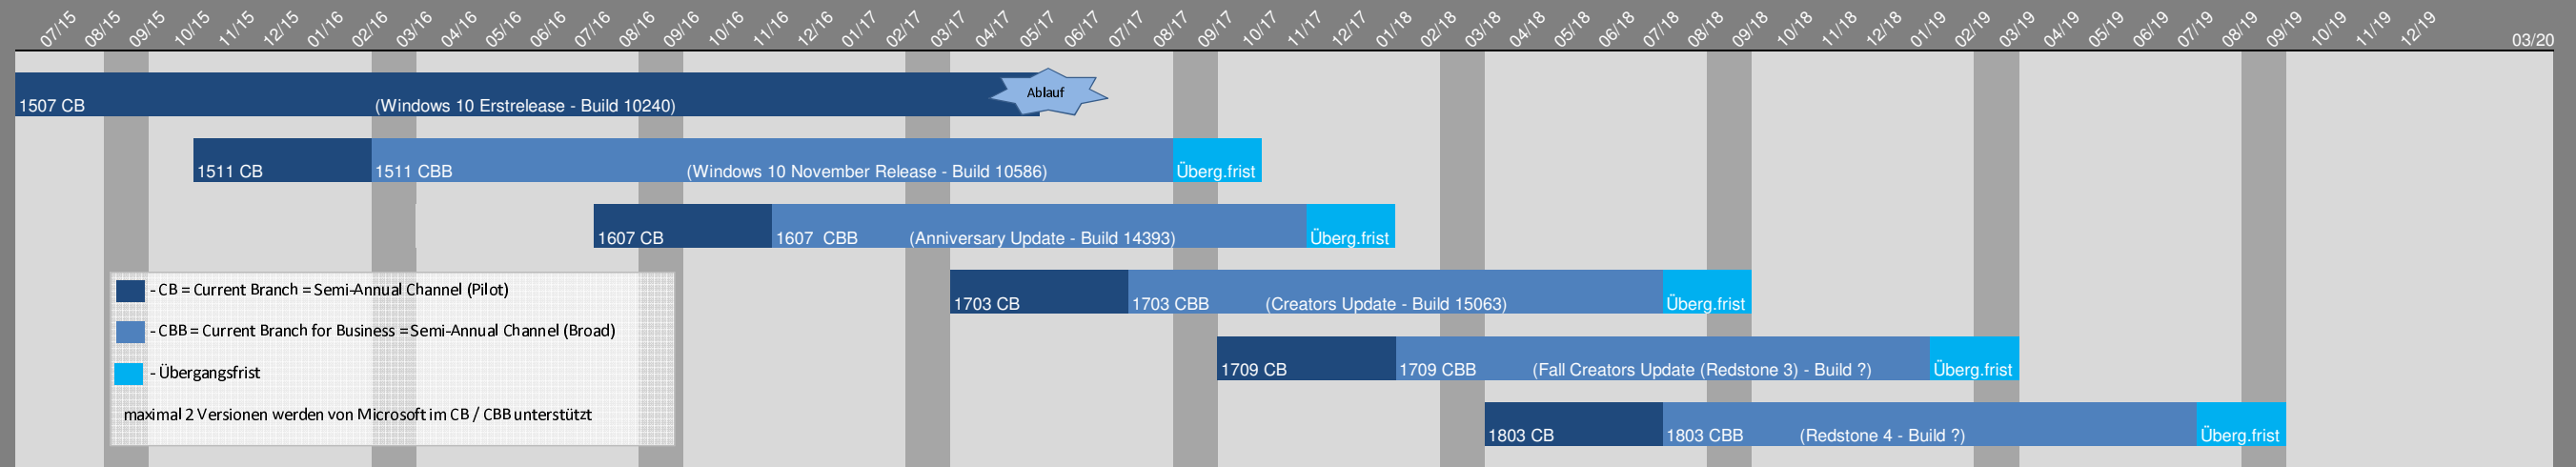 07/15 08/15 09/15 10/15 11/15 12/15 01/16 02/16 03/16 04/16 05/16 06/16 07/16 08/16 09/16 10/16 11/16 12/16 01/17 02/17 03/17 04/17 05/17 06/17 07/17 08/17 09/17 10/17 11/17 12/17 01/18 02/18 03/18 04/18 05/18 06/18 07/18 08/18 09/18 10/18 11/18 12/18 01/19 02/19 03/19 04/19 05/19 06/19 07/19 08/19 09/19 10/19 11/19 12/19 03/20
1507 CB (Windows 10 Erstrelease - Build 10240) Ablauf
1511 CB 1511 CBB (Windows 10 November Release - Build 10586) Überg.frist
1607 CB 1607 CBB (Anniversary Update - Build 14393) Überg.frist
1703 CB 1703 CBB (Creators Update - Build 15063) Überg.frist
1709 CB 1709 CBB (Fall Creators Update (Redstone 3) - Build ?) Überg.frist
1803 CB 1803 CBB (Redstone 4 - Build ?) Überg.frist
- CB = Current Branch = Semi-Annual Channel (Pilot)
- CBB = Current Branch for Business = Semi-Annual Channel (Broad)
- Übergangsfrist
maximal 2 Versionen werden von Microsoft im CB / CBB unterstützt